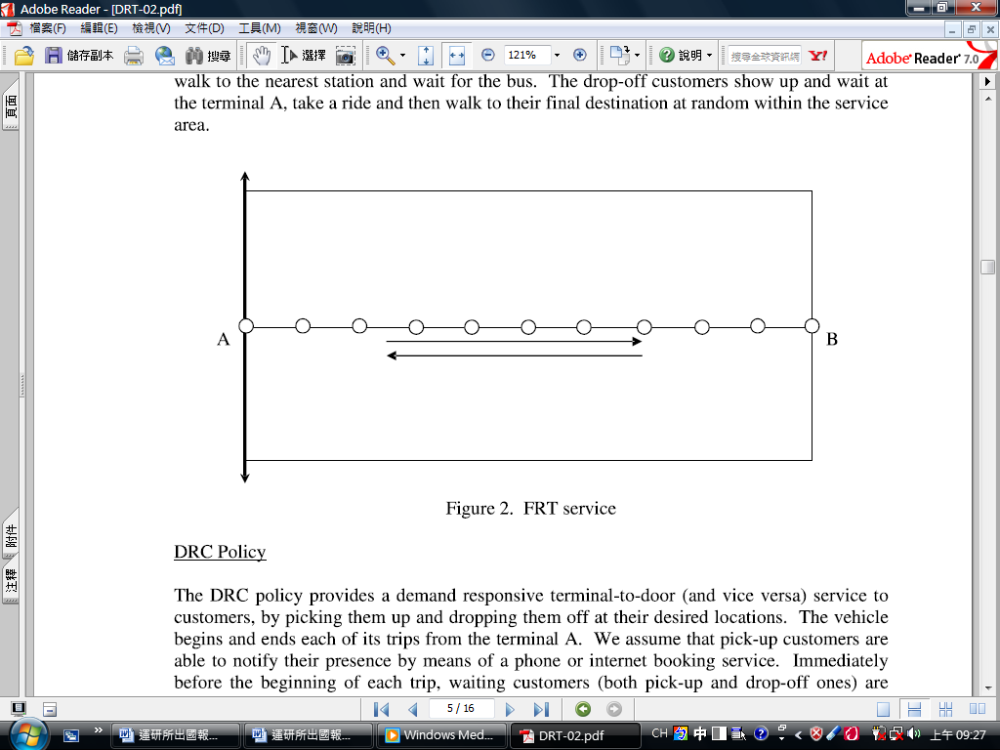 Adobe Reader - [DRT-02.pdf]
檔案(F) 編輯(E) 檢視(V) 文件(D) 工具(M) 視窗(W) 說明(H)
儲存副本 搜尋 選擇 121% 說明 搜尋全球資訊網 Y! Adobe Reader 7.0
頁面
walk to the nearest station and wait for the bus. The drop-off customers show up and wait at
the terminal A, take a ride and then walk to their final destination at random within the service
area.
A
B
Figure 2. FRT service
附件
DRC Policy
注釋
The DRC policy provides a demand responsive terminal-to-door (and vice versa) service to
customers, by picking them up and dropping them off at their desired locations. The vehicle
begins and ends each of its trips from the terminal A. We assume that pick-up customers are
able to notify their presence by means of a phone or internet booking service. Immediately
before the beginning of each trip, waiting customers (both pick-up and drop-off ones) are
5 / 16
運研所出國報... 運研所出國報... Windows Med... DRT-02.pdf CH 中 上午 09:27